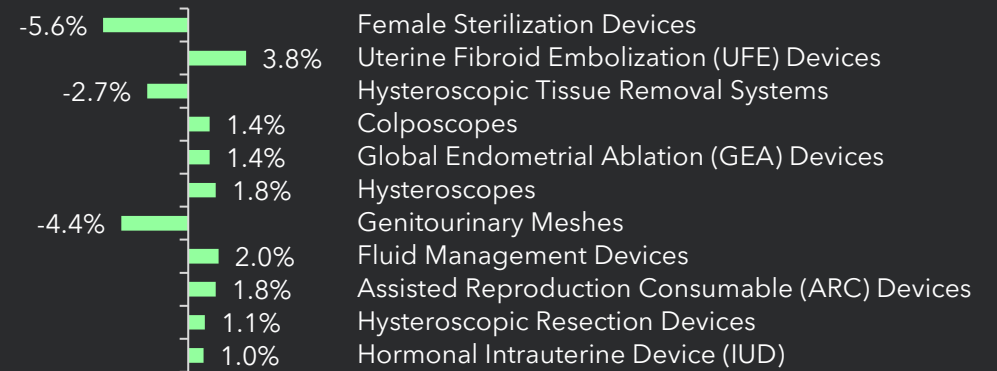 -5.6% Female Sterilization Devices
3.8% Uterine Fibroid Embolization (UFE) Devices
-2.7% Hysteroscopic Tissue Removal Systems
1.4% Colposcopes
1.4% Global Endometrial Ablation (GEA) Devices
1.8% Hysteroscopes
-4.4% Genitourinary Meshes
2.0% Fluid Management Devices
1.8% Assisted Reproduction Consumable (ARC) Devices
1.1% Hysteroscopic Resection Devices
1.0% Hormonal Intrauterine Device (IUD)